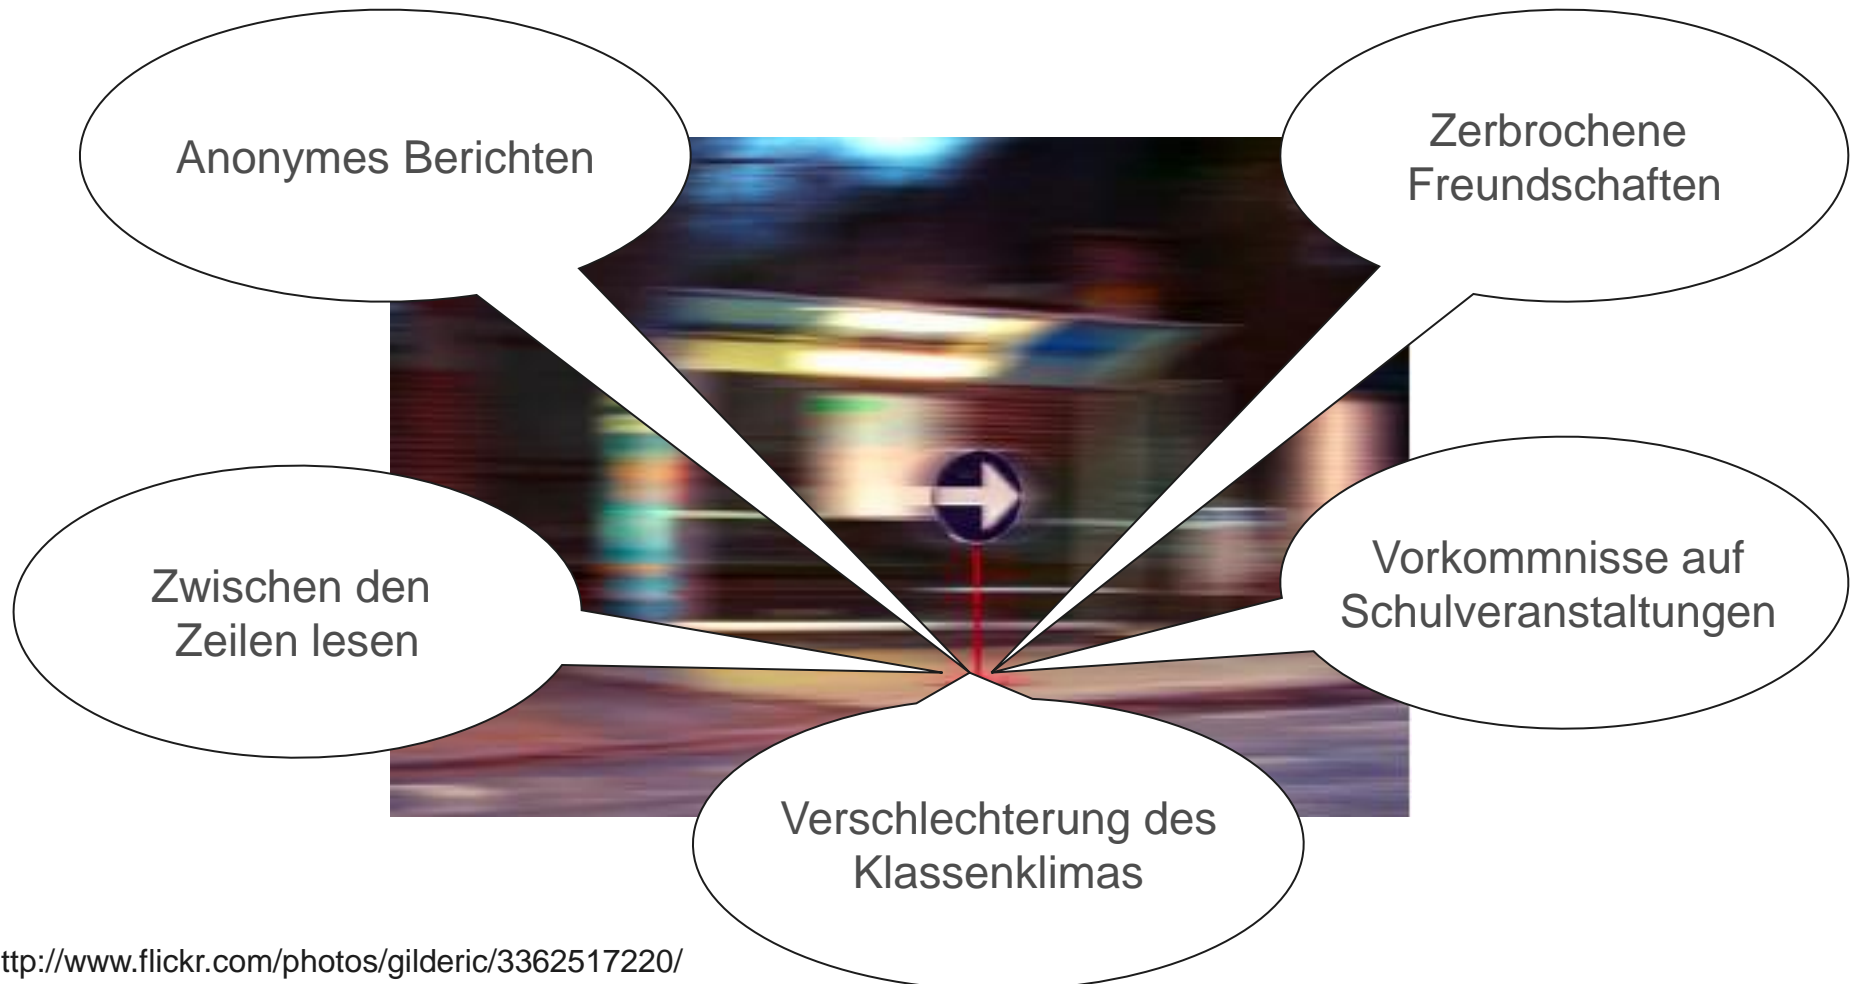 Anonymes Berichten
Zerbrochene
Freundschaften
Zwischen den
Zeilen lesen
Vorkommnisse auf
Schulveranstaltungen
Verschlechterung des
Klassenklimas
ttp://www.flickr.com/photos/gilderic/3362517220/